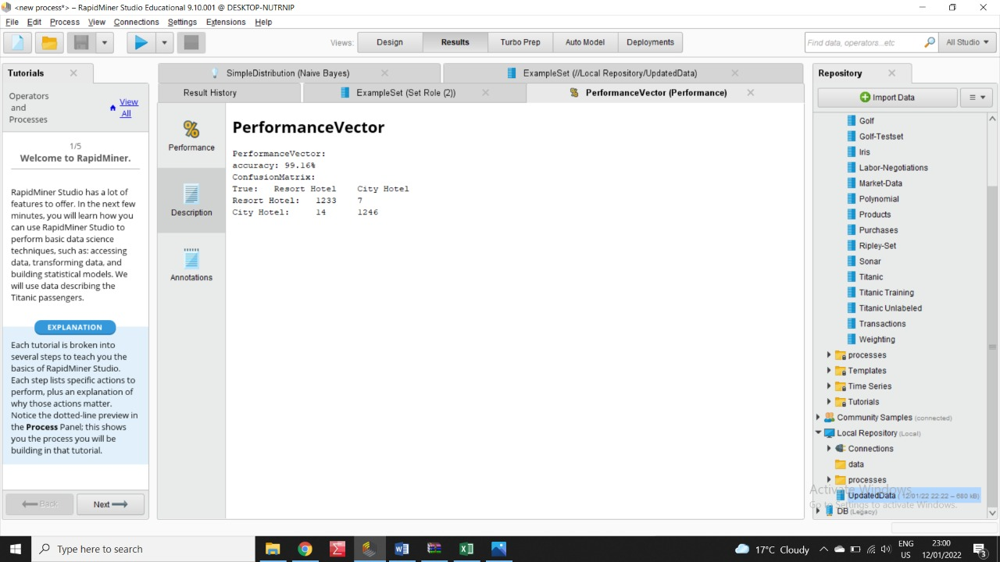 <new process*> – RapidMiner Studio Educational 9.10.001 @ DESKTOP-NUTRNIP
File Edit Process View Connections Settings Extensions Help
Views: Design Results Turbo Prep Auto Model Deployments
Find data, operators...etc
All Studio
Tutorials
Operators
and
Processes
View
All
1/5
Welcome to RapidMiner.
RapidMiner Studio has a lot of
features to offer. In the next few
minutes, you will learn how you
can use RapidMiner Studio to
perform basic data science
techniques, such as: accessing
data, transforming data, and
building statistical models. We
will use data describing the
Titanic passengers.
EXPLANATION
Each tutorial is broken into
several steps to teach you the
basics of RapidMiner Studio.
Each step lists specific actions to
perform, plus an explanation of
why those actions matter.
Notice the dotted-line preview in
the Process Panel; this shows
you the process you will be
building in that tutorial.
Back
Next
SimpleDistribution (Naive Bayes)
ExampleSet (//Local Repository/UpdatedData)
Result History
ExampleSet (Set Role (2))
PerformanceVector (Performance)
%
Performance
Description
Annotations
PerformanceVector
PerformanceVector:
accuracy: 99.16%
ConfusionMatrix:
True: Resort Hotel City Hotel
Resort Hotel: 1233 7
City Hotel: 14 1246
Repository
Import Data
Golf
Golf-Testset
Iris
Labor-Negotiations
Market-Data
Polynomial
Products
Purchases
Ripley-Set
Sonar
Titanic
Titanic Training
Titanic Unlabeled
Transactions
Weighting
processes
Templates
Time Series
Tutorials
Community Samples (connected)
Local Repository (Local)
Connections
data
processes
UpdatedData (12/01/22 22:22 – 680 kB)
DB (Legacy)
Activate Windows
Go to Settings to activate Windows.
Type here to search
17°C Cloudy
ENG
US
23:00
12/01/2022
3